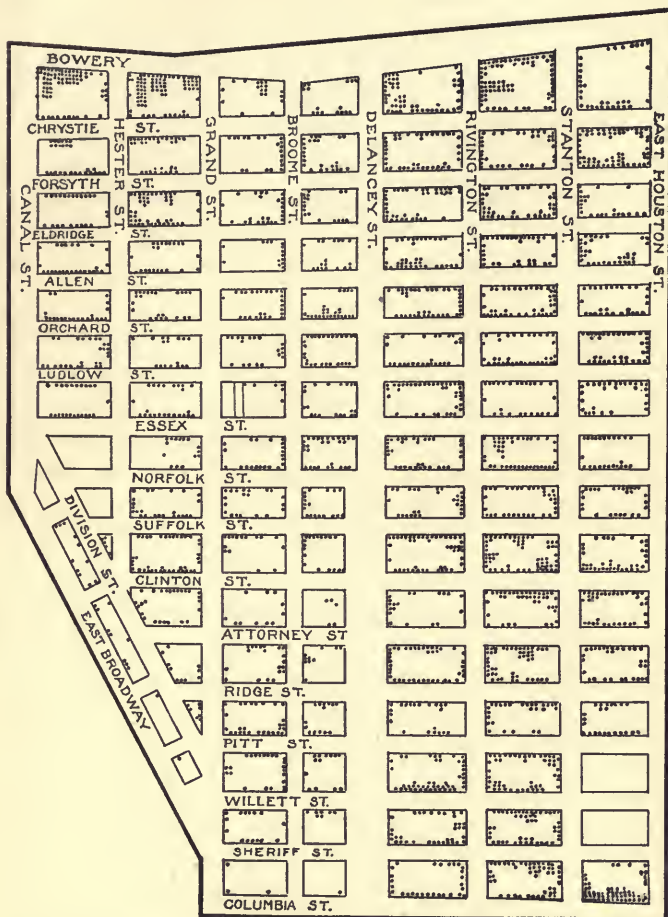 BOWERY
CHRYSTIE ST.
FORSYTH ST.
ELDRIDGE ST.
ALLEN ST.
ORCHARD ST.
LUDLOW ST.
ESSEX ST.
NORFOLK ST.
SUFFOLK ST.
CLINTON ST.
ATTORNEY ST
RIDGE ST.
PITT ST.
WILLETT ST.
SHERIFF ST.
COLUMBIA ST.
CANAL ST.
HESTER ST.
GRAND ST.
BROOME ST.
DELANCEY ST.
RIVINGTON ST.
STANTON ST.
EAST HOUSTON ST.
DIVISION ST.
EAST BROADWAY